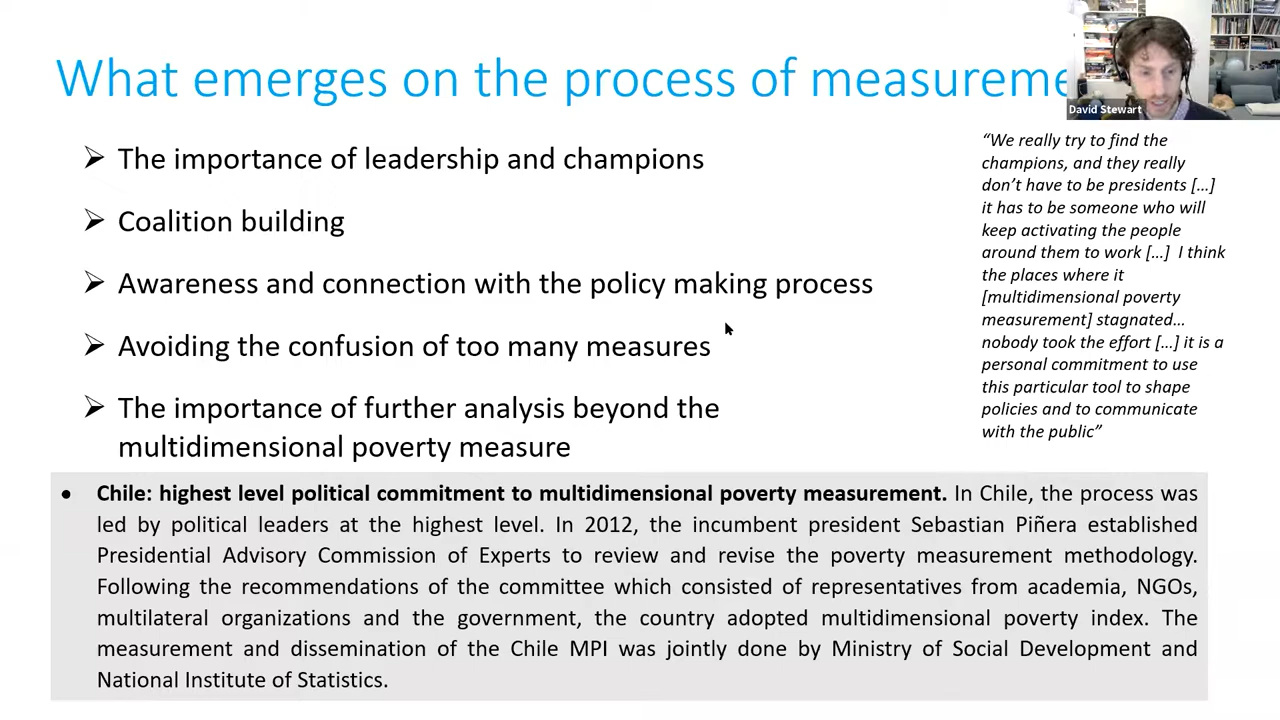 What emerges on the process of measureme
David Stewart
➢ The importance of leadership and champions
➢ Coalition building
➢ Awareness and connection with the policy making process
➢ Avoiding the confusion of too many measures
➢ The importance of further analysis beyond the
multidimensional poverty measure
“We really try to find the
champions, and they really
don’t have to be presidents […]
it has to be someone who will
keep activating the people
around them to work […] I think
the places where it
[multidimensional poverty
measurement] stagnated…
nobody took the effort […] it is a
personal commitment to use
this particular tool to shape
policies and to communicate
with the public”
• Chile: highest level political commitment to multidimensional poverty measurement. In Chile, the process was
led by political leaders at the highest level. In 2012, the incumbent president Sebastian Piñera established
Presidential Advisory Commission of Experts to review and revise the poverty measurement methodology.
Following the recommendations of the committee which consisted of representatives from academia, NGOs,
multilateral organizations and the government, the country adopted multidimensional poverty index. The
measurement and dissemination of the Chile MPI was jointly done by Ministry of Social Development and
National Institute of Statistics.